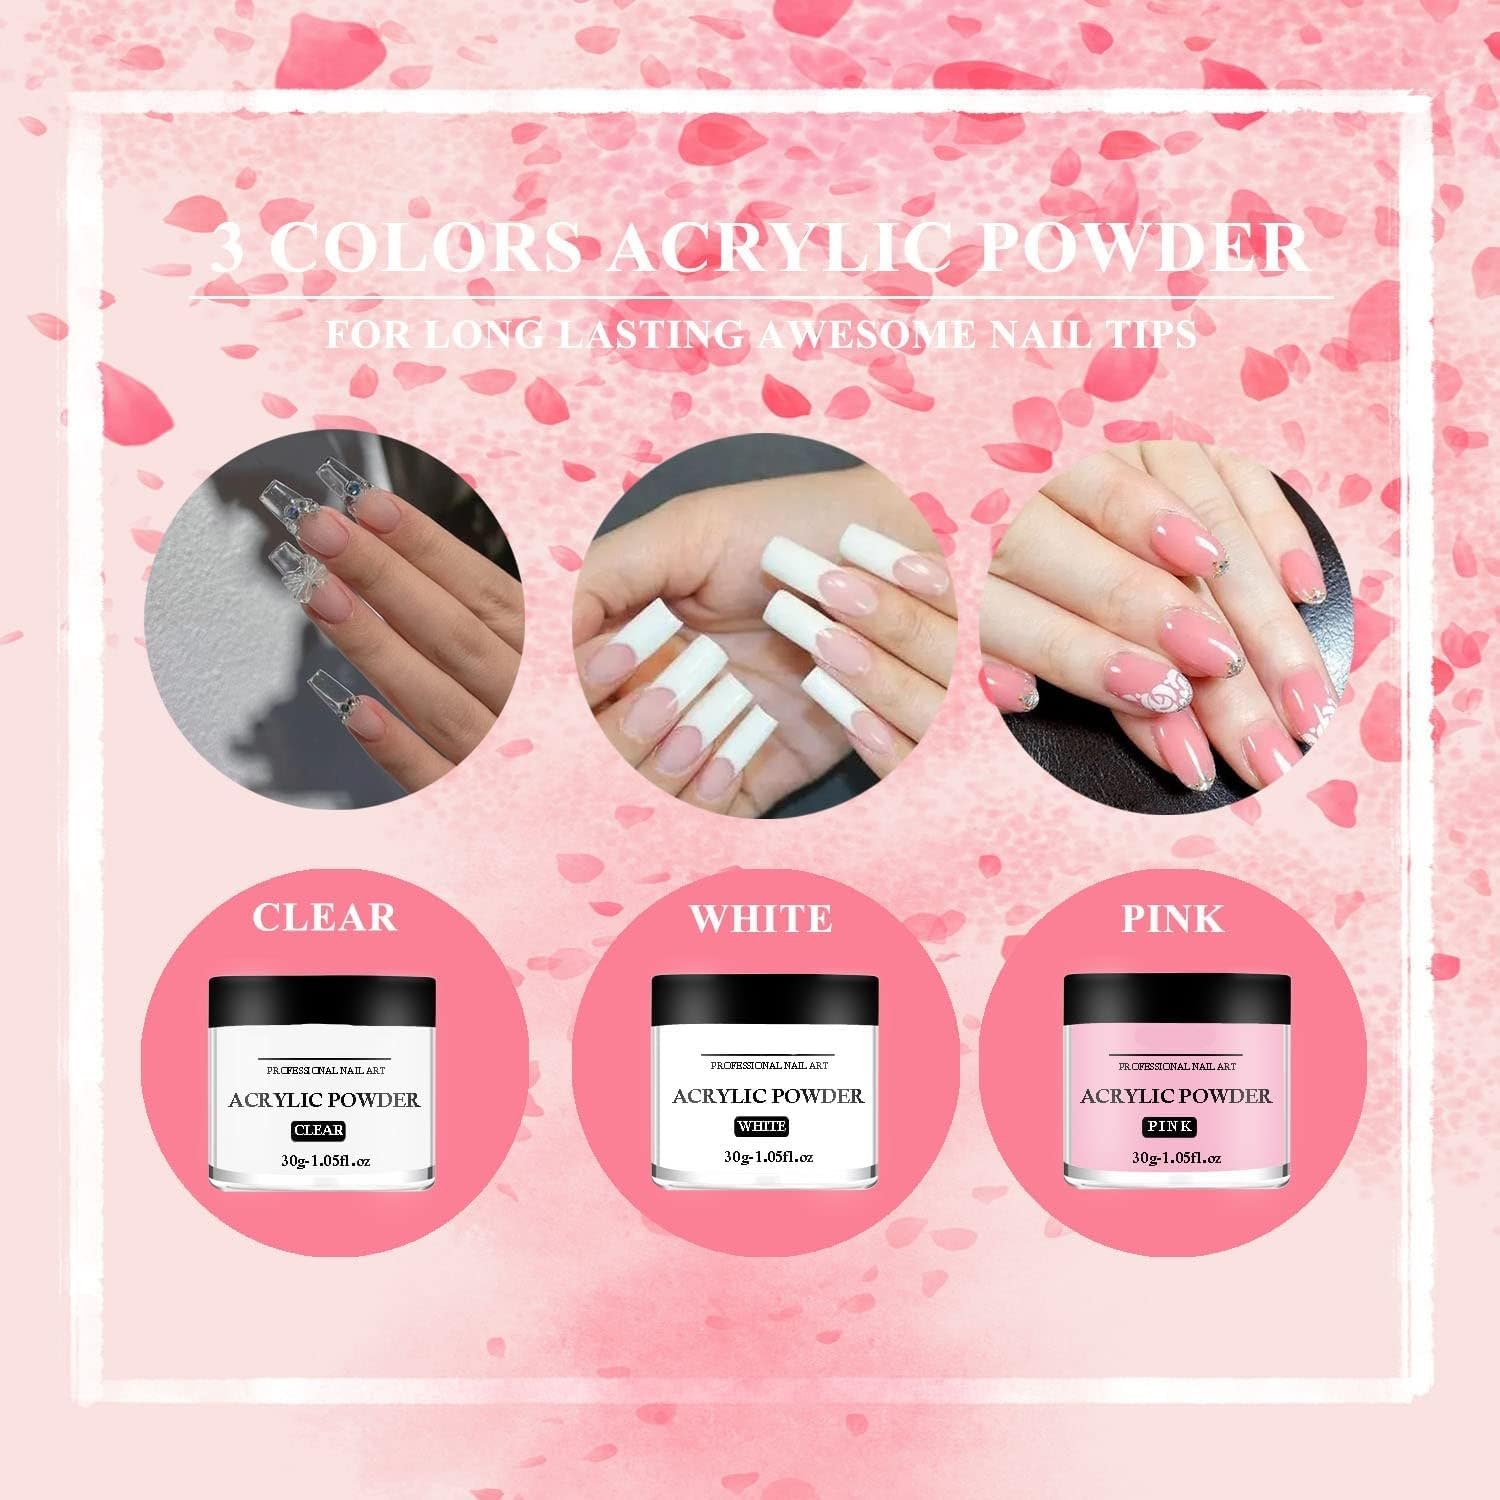 3 COLORS ACRYLIC POWDER
FOR LONG LASTING AWESOME NAIL TIPS
CLEAR
PROFESSIONAL NAIL ART
ACRYLIC POWDER
CLEAR
30g-1.05fl.oz
WHITE
PROFESSIONAL NAIL ART
ACRYLIC POWDER
WHITE
30g-1.05fl.oz
PINK
PROFESSIONAL NAIL ART
ACRYLIC POWDER
PINK
30g-1.05fl.oz